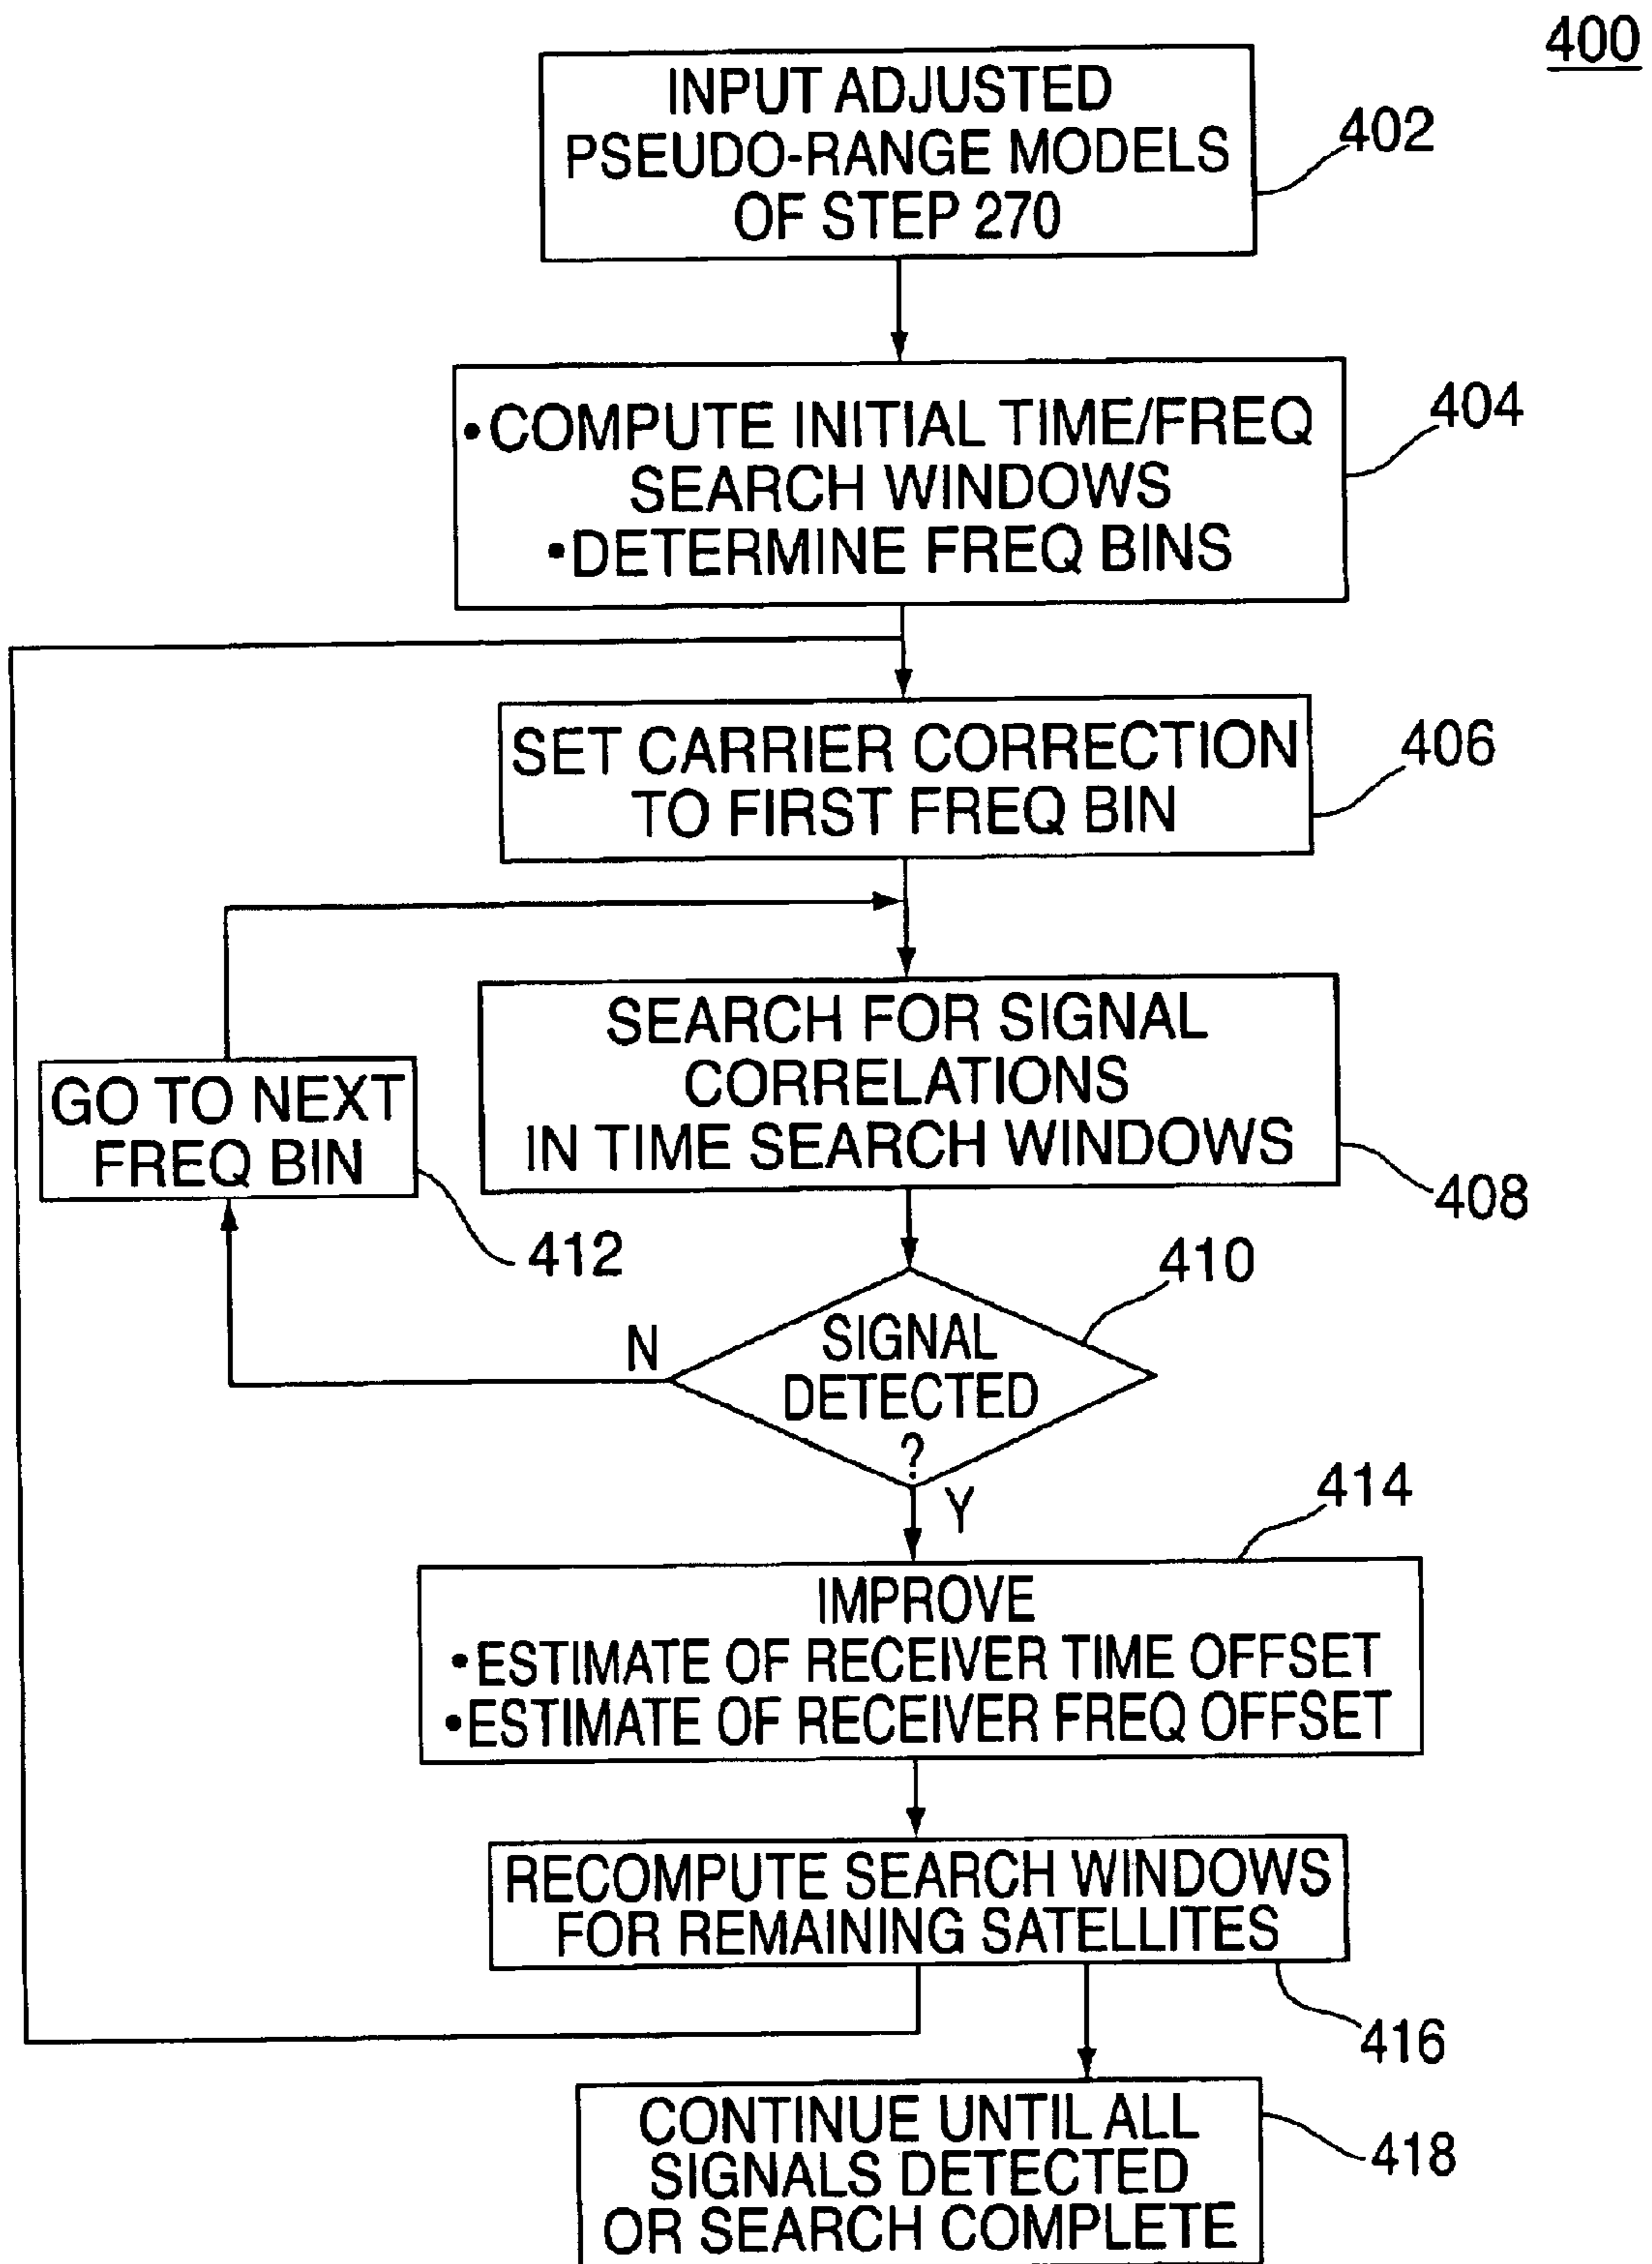 400
INPUT ADJUSTED
PSEUDO-RANGE MODELS
OF STEP 270
402
•COMPUTE INITIAL TIME/FREQ
SEARCH WINDOWS
•DETERMINE FREQ BINS
404
SET CARRIER CORRECTION
TO FIRST FREQ BIN
406
SEARCH FOR SIGNAL
CORRELATIONS
IN TIME SEARCH WINDOWS
408
GO TO NEXT
FREQ BIN
412
410
SIGNAL
DETECTED
?
N
Y
414
IMPROVE
•ESTIMATE OF RECEIVER TIME OFFSET
•ESTIMATE OF RECEIVER FREQ OFFSET
RECOMPUTE SEARCH WINDOWS
FOR REMAINING SATELLITES
416
CONTINUE UNTIL ALL
SIGNALS DETECTED
OR SEARCH COMPLETE
418